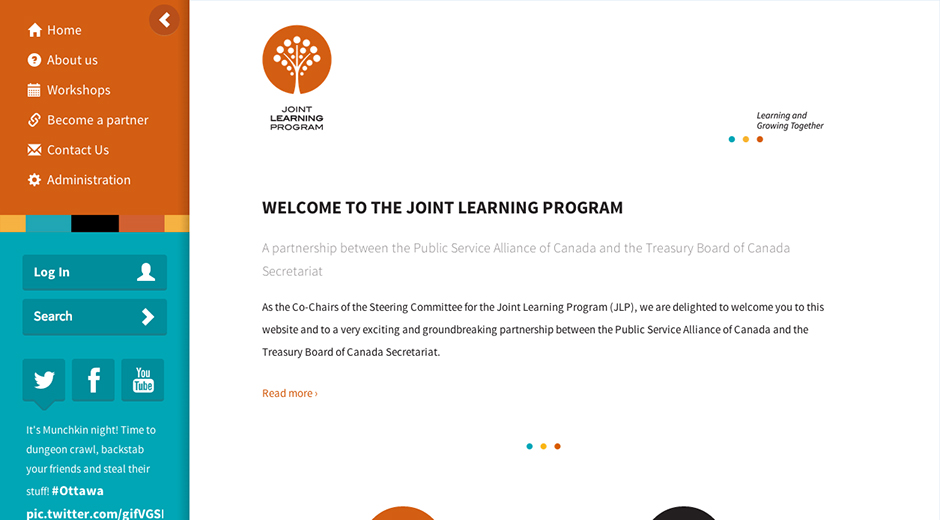 Home
About us
Workshops
Become a partner
Contact Us
Administration
Log In
Search
You
Tube
It's Munchkin night! Time to
dungeon crawl, backstab
your friends and steal their
stuff! #Ottawa
pic.twitter.com/gifVGS
JOINT
LEARNING
PROGRAM
Learning and
Growing Together
WELCOME TO THE JOINT LEARNING PROGRAM
A partnership between the Public Service Alliance of Canada and the Treasury Board of Canada
Secretariat
As the Co-Chairs of the Steering Committee for the Joint Learning Program (JLP), we are delighted to welcome you to this
website and to a very exciting and groundbreaking partnership between the Public Service Alliance of Canada and the
Treasury Board of Canada Secretariat.
Read more ›